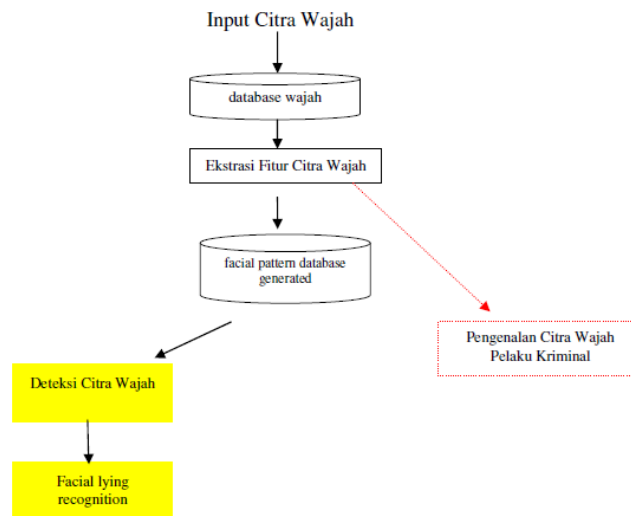 Input Citra Wajah
database wajah
Ekstrasi Fitur Citra Wajah
facial pattern database
generated
Pengenalan Citra Wajah
Pelaku Kriminal
Deteksi Citra Wajah
Facial lying
recognition